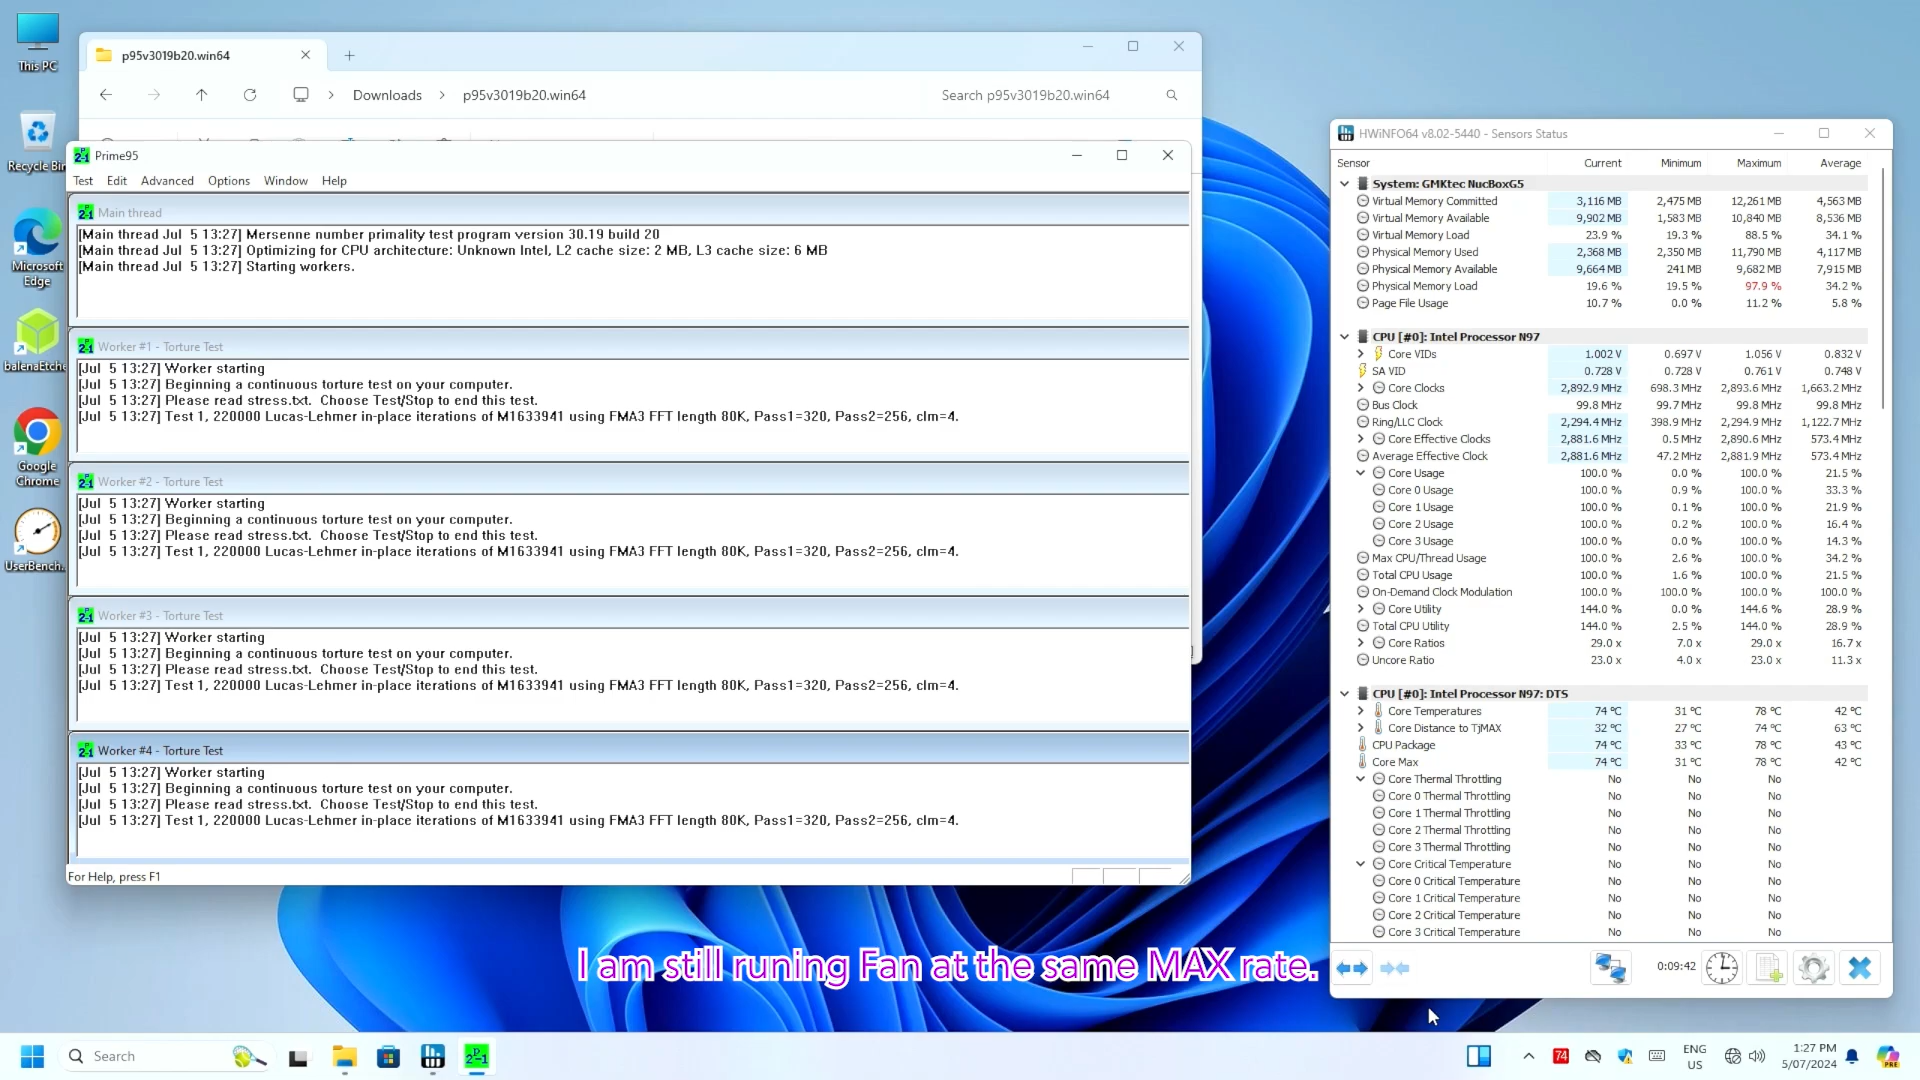 This PC
Recycle Bin
Microsoft
Edge
balenaEtche
Google
Chrome
UserBench..
p95v3019b20.win64
Downloads
p95v3019b20.win64
Search p95v3019b20.win64
Prime95
Test Edit Advanced Options Window Help
Main thread
[Main thread Jul 5 13:27] Mersenne number primality test program version 30.19 build 20
[Main thread Jul 5 13:27] Optimizing for CPU architecture: Unknown Intel, L2 cache size: 2 MB, L3 cache size: 6 MB
[Main thread Jul 5 13:27] Starting workers.
Worker #1 - Torture Test
[Jul 5 13:27] Worker starting
[Jul 5 13:27] Beginning a continuous torture test on your computer.
[Jul 5 13:27] Please read stress.txt. Choose Test/Stop to end this test.
[Jul 5 13:27] Test 1, 220000 Lucas-Lehmer in-place iterations of M1633941 using FMA3 FFT length 80K, Pass1=320, Pass2=256, clm=4.
Worker #2 - Torture Test
[Jul 5 13:27] Worker starting
[Jul 5 13:27] Beginning a continuous torture test on your computer.
[Jul 5 13:27] Please read stress.txt. Choose Test/Stop to end this test.
[Jul 5 13:27] Test 1, 220000 Lucas-Lehmer in-place iterations of M1633941 using FMA3 FFT length 80K, Pass1=320, Pass2=256, clm=4.
Worker #3 - Torture Test
[Jul 5 13:27] Worker starting
[Jul 5 13:27] Beginning a continuous torture test on your computer.
[Jul 5 13:27] Please read stress.txt. Choose Test/Stop to end this test.
[Jul 5 13:27] Test 1, 220000 Lucas-Lehmer in-place iterations of M1633941 using FMA3 FFT length 80K, Pass1=320, Pass2=256, clm=4.
Worker #4 - Torture Test
[Jul 5 13:27] Worker starting
[Jul 5 13:27] Beginning a continuous torture test on your computer.
[Jul 5 13:27] Please read stress.txt. Choose Test/Stop to end this test.
[Jul 5 13:27] Test 1, 220000 Lucas-Lehmer in-place iterations of M1633941 using FMA3 FFT length 80K, Pass1=320, Pass2=256, clm=4.
For Help, press F1
HWiNFO64 v8.02-5440 - Sensors Status
Sensor Current Minimum Maximum Average
System: GMKtec NucBoxG5
Virtual Memory Committed 3,116 MB 2,475 MB 12,261 MB 4,563 MB
Virtual Memory Available 9,902 MB 1,583 MB 10,840 MB 8,536 MB
Virtual Memory Load 23.9 % 19.3 % 88.5 % 34.1 %
Physical Memory Used 2,368 MB 2,350 MB 11,790 MB 4,117 MB
Physical Memory Available 9,664 MB 241 MB 9,682 MB 7,915 MB
Physical Memory Load 19.6 % 19.5 % 97.9 % 34.2 %
Page File Usage 10.7 % 0.0 % 11.2 % 5.8 %
CPU [#0]: Intel Processor N97
Core VIDs 1.002 V 0.697 V 1.056 V 0.832 V
SA VID 0.728 V 0.728 V 0.761 V 0.748 V
Core Clocks 2,892.9 MHz 698.3 MHz 2,893.6 MHz 1,663.2 MHz
Bus Clock 99.8 MHz 99.7 MHz 99.8 MHz 99.8 MHz
Ring/LLC Clock 2,294.4 MHz 398.9 MHz 2,294.9 MHz 1,122.7 MHz
Core Effective Clocks 2,881.6 MHz 0.5 MHz 2,890.6 MHz 573.4 MHz
Average Effective Clock 2,881.6 MHz 47.2 MHz 2,881.9 MHz 573.4 MHz
Core Usage 100.0 % 0.0 % 100.0 % 21.5 %
Core 0 Usage 100.0 % 0.9 % 100.0 % 33.3 %
Core 1 Usage 100.0 % 0.1 % 100.0 % 21.9 %
Core 2 Usage 100.0 % 0.2 % 100.0 % 16.4 %
Core 3 Usage 100.0 % 0.0 % 100.0 % 14.3 %
Max CPU/Thread Usage 100.0 % 2.6 % 100.0 % 34.2 %
Total CPU Usage 100.0 % 1.6 % 100.0 % 21.5 %
On-Demand Clock Modulation 100.0 % 100.0 % 100.0 % 100.0 %
Core Utility 144.0 % 0.0 % 144.6 % 28.9 %
Total CPU Utility 144.0 % 2.5 % 144.0 % 28.9 %
Core Ratios 29.0 x 7.0 x 29.0 x 16.7 x
Uncore Ratio 23.0 x 4.0 x 23.0 x 11.3 x
CPU [#0]: Intel Processor N97: DTS
Core Temperatures 74 °C 31 °C 78 °C 42 °C
Core Distance to TjMAX 32 °C 27 °C 74 °C 63 °C
CPU Package 74 °C 33 °C 78 °C 43 °C
Core Max 74 °C 31 °C 78 °C 42 °C
Core Thermal Throttling No No No
Core 0 Thermal Throttling No No No
Core 1 Thermal Throttling No No No
Core 2 Thermal Throttling No No No
Core 3 Thermal Throttling No No No
Core Critical Temperature No No No
Core 0 Critical Temperature No No No
Core 1 Critical Temperature No No No
Core 2 Critical Temperature No No No
Core 3 Critical Temperature No No No
0:09:42
I am still runing Fan at the same MAX rate.
Search
74
ENG
US
1:27 PM
5/07/2024
PRE